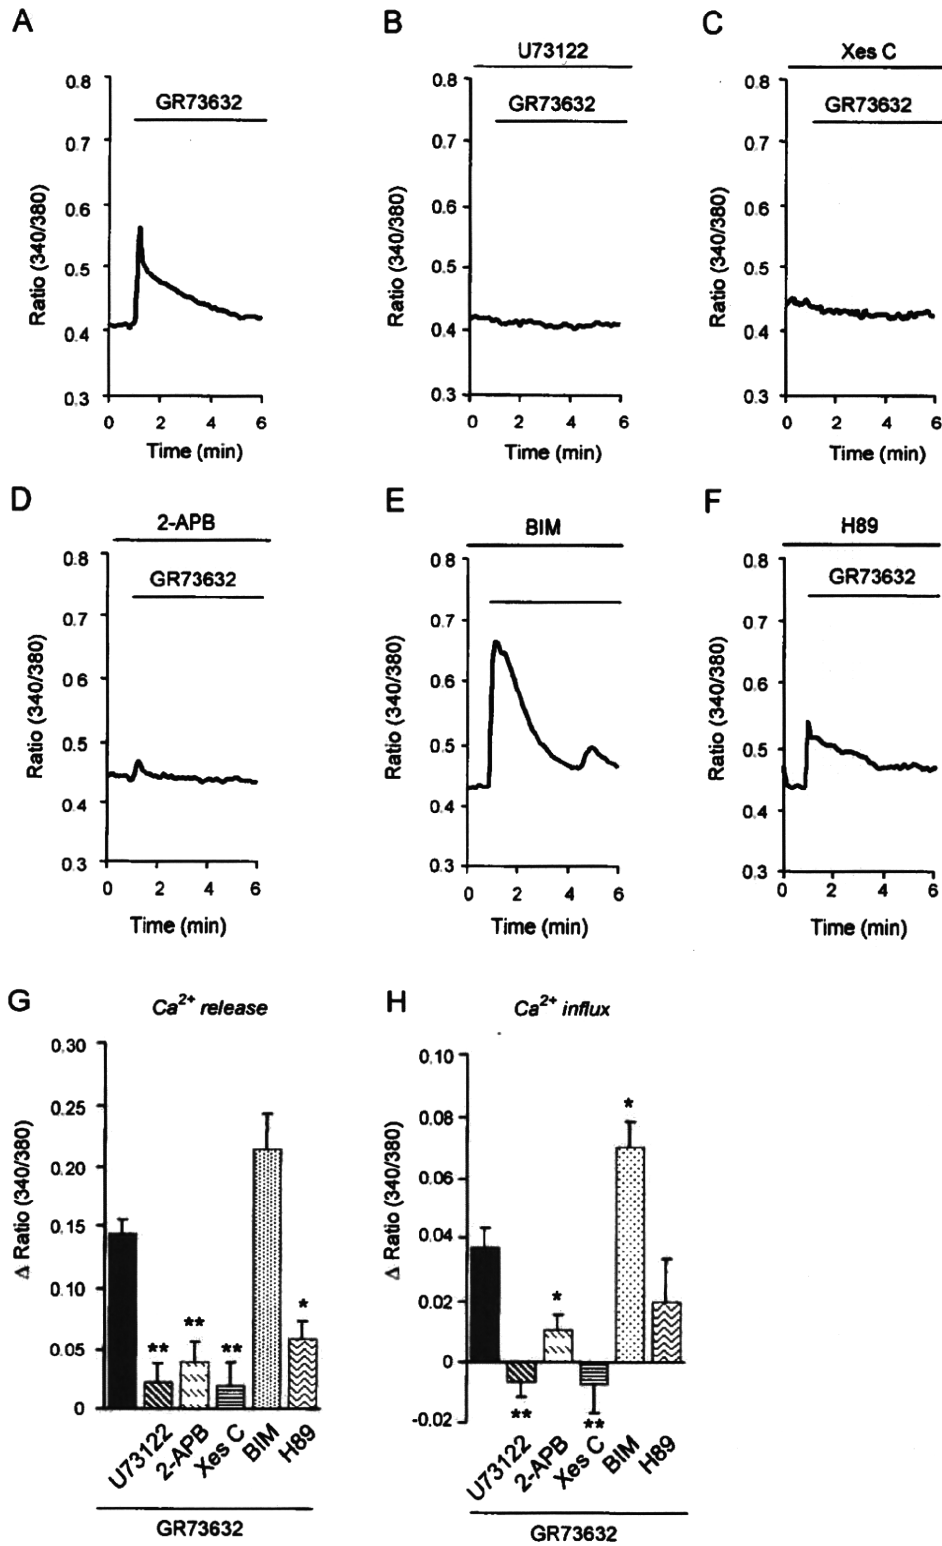 A
GR73632
Ratio (340/380)
0.8
0.7
0.6
0.5
0.4
0.3
0 2 4 6
Time (min)
B
U73122
GR73632
Ratio (340/380)
0.8
0.7
0.6
0.5
0.4
0.3
0 2 4 6
Time (min)
C
Xes C
GR73632
Ratio (340/380)
0.8
0.7
0.6
0.5
0.4
0.3
0 2 4 6
Time (min)
D
2-APB
GR73632
Ratio (340/380)
0.8
0.7
0.6
0.5
0.4
0.3
0 2 4 6
Time (min)
E
BIM
Ratio (340/380)
0.8
0.7
0.6
0.5
0.4
0.3
0 2 4 6
Time (min)
F
H89
GR73632
Ratio (340/380)
0.8
0.7
0.6
0.5
0.4
0.3
0 2 4 6
Time (min)
G
Ca²⁺ release
Δ Ratio (340/380)
0.30
0.25
0.20
0.15
0.10
0.05
0
** ** ** *
U73122
2-APB
Xes C
BIM
H89
GR73632
H
Ca²⁺ influx
Δ Ratio (340/380)
0.10
0.08
0.06
0.04
0.02
0
-0.02
** * ** *
U73122
2-APB
Xes C
BIM
H89
GR73632